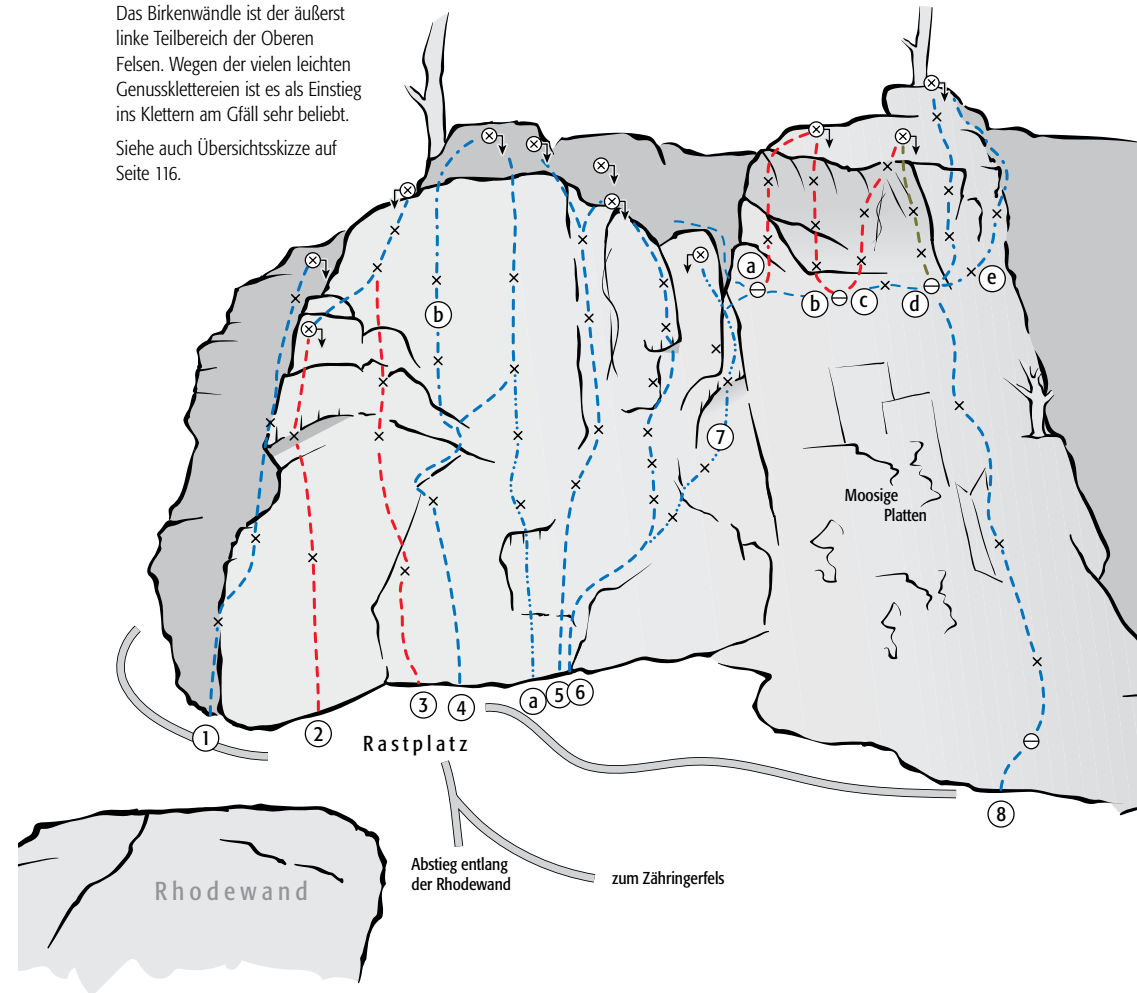 Das Birkenwändle ist der äußerst
linke Teilbereich der Oberen
Felsen. Wegen der vielen leichten
Genussklettereien ist es als Einstieg
ins Klettern am Gfäll sehr beliebt.
Siehe auch Übersichtsskizze auf
Seite 116.
a
b
c
d
e
b
7
Moosige
Platten
1
2
3
4
a
5
6
Rastplatz
8
Abstieg entlang
der Rhodewand
zum Zähringerfels
Rhodewand